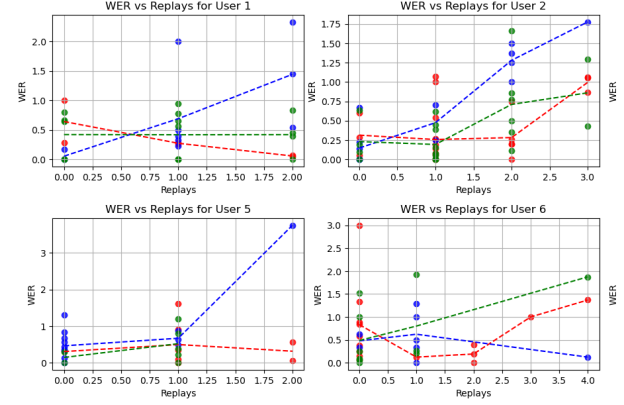 WER vs Replays for User 1
WER
2.0
1.5
1.0
0.5
0.0
0.00 0.25 0.50 0.75 1.00 1.25 1.50 1.75 2.00
Replays
WER vs Replays for User 2
WER
1.75
1.50
1.25
1.00
0.75
0.50
0.25
0.00
0.0 0.5 1.0 1.5 2.0 2.5 3.0
Replays
WER
WER vs Replays for User 5
WER
3
2
1
0
0.00 0.25 0.50 0.75 1.00 1.25 1.50 1.75 2.00
Replays
WER vs Replays for User 6
WER
3.0
2.5
2.0
1.5
1.0
0.5
0.0
0.0 0.5 1.0 1.5 2.0 2.5 3.0 3.5 4.0
Replays
WER